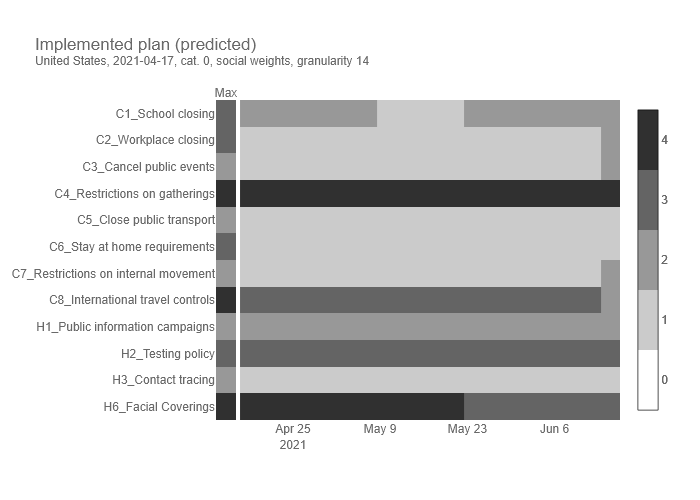 Implemented plan (predicted)
United States, 2021-04-17, cat. 0, social weights, granularity 14
Max
C1_School closing
C2_Workplace closing
C3_Cancel public events
C4_Restrictions on gatherings
C5_Close public transport
C6_Stay at home requirements
C7_Restrictions on internal movement
C8_International travel controls
H1_Public information campaigns
H2_Testing policy
H3_Contact tracing
H6_Facial Coverings
Apr 25 May 9 May 23 Jun 6
2021
4
3
2
1
0